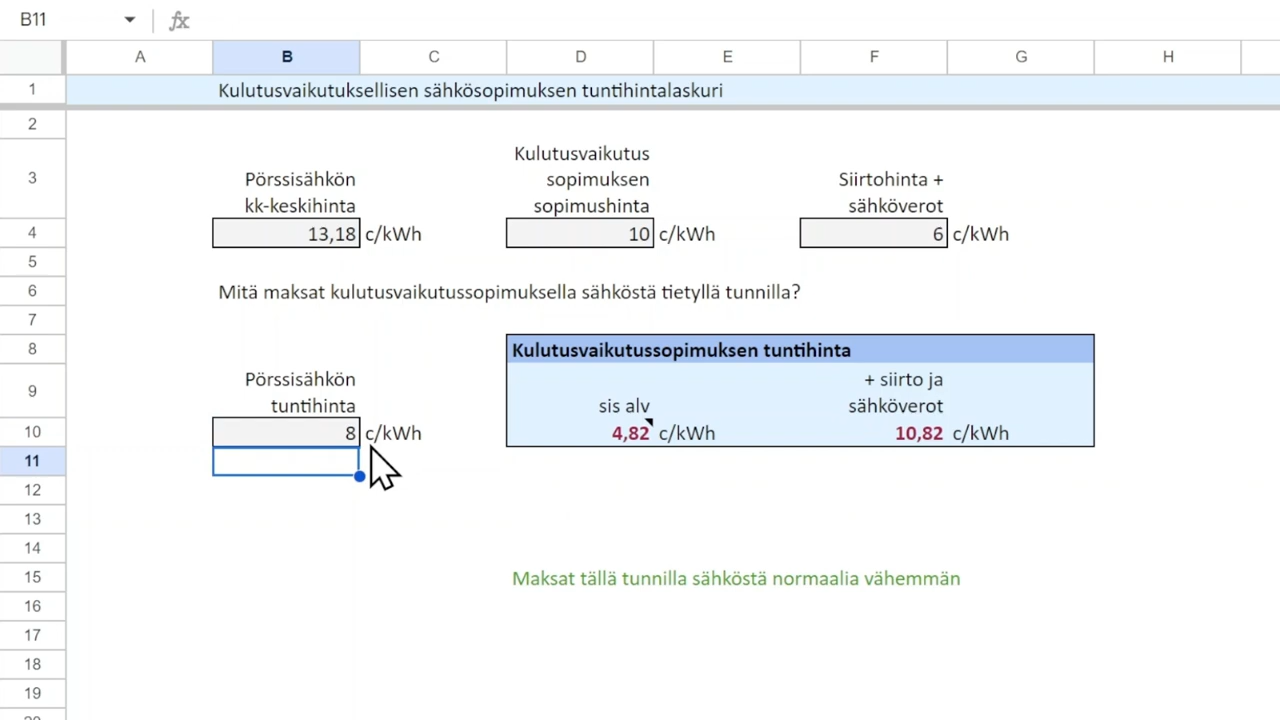 B11
fx
A B C D E F G H
1 Kulutusvaikutuksellisen sähkösopimuksen tuntihintalaskuri
2
Kulutusvaikutus
3 Pörssisähkön sopimuksen Siirtohinta +
kk-keskihinta sopimushinta sähköverot
4 13,18 c/kWh 10 c/kWh 6 c/kWh
5
6 Mitä maksat kulutusvaikutussopimuksella sähköstä tietyllä tunnilla?
7
8 Kulutusvaikutussopimuksen tuntihinta
9 Pörssisähkön + siirto ja
tuntihinta sis alv sähköverot
10 8 c/kWh 4,82 c/kWh 10,82 c/kWh
11
12
13
14
15 Maksat tällä tunnilla sähköstä normaalia vähemmän
16
17
18
19